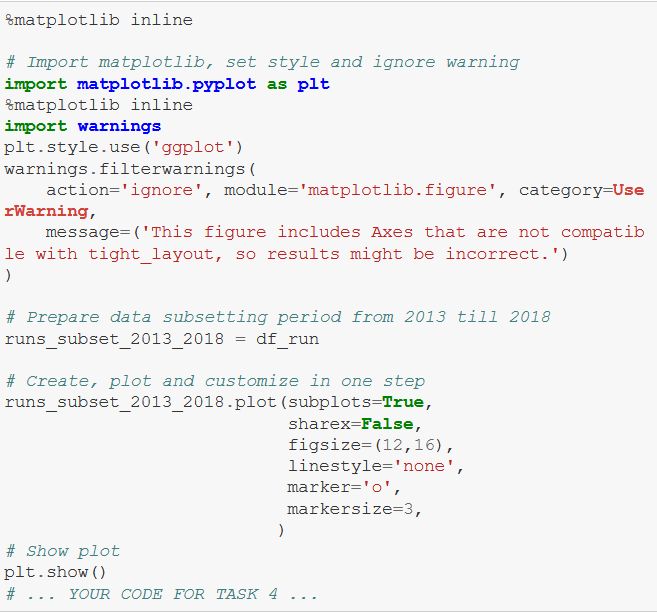 %matplotlib inline
# Import matplotlib, set style and ignore warning
import matplotlib.pyplot as plt
%matplotlib inline
import warnings
plt.style.use('ggplot')
warnings.filterwarnings(
    action='ignore', module='matplotlib.figure', category=Use
rWarning,
    message=('This figure includes Axes that are not compatib
le with tight_layout, so results might be incorrect.')
)
# Prepare data subsetting period from 2013 till 2018
runs_subset_2013_2018 = df_run
# Create, plot and customize in one step
runs_subset_2013_2018.plot(subplots=True,
                           sharex=False,
                           figsize=(12,16),
                           linestyle='none',
                           marker='o',
                           markersize=3,
                          )
# Show plot
plt.show()
# ... YOUR CODE FOR TASK 4 ...